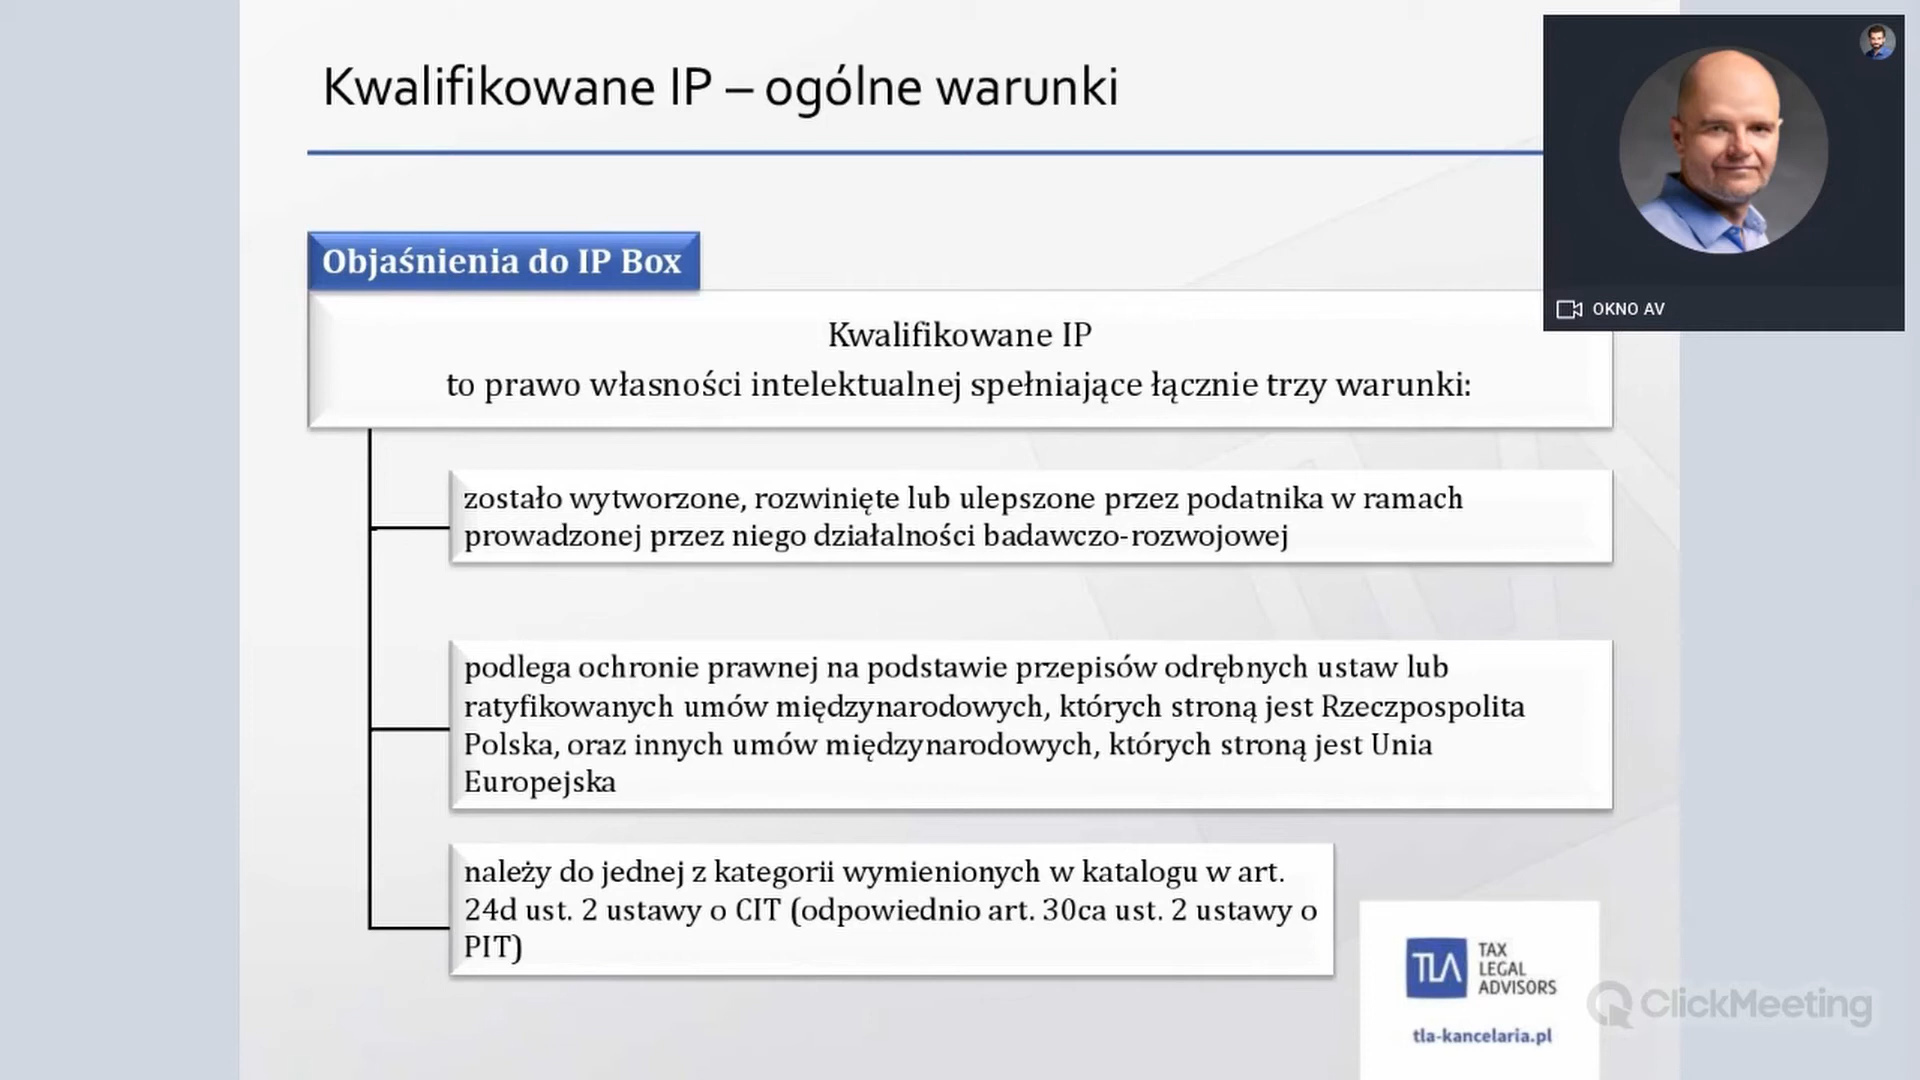 Kwalifikowane IP – ogólne warunki
OKNO AV
Objaśnienia do IP Box
Kwalifikowane IP
to prawo własności intelektualnej spełniające łącznie trzy warunki:
zostało wytworzone, rozwinięte lub ulepszone przez podatnika w ramach
prowadzonej przez niego działalności badawczo-rozwojowej
podlega ochronie prawnej na podstawie przepisów odrębnych ustaw lub
ratyfikowanych umów międzynarodowych, których stroną jest Rzeczpospolita
Polska, oraz innych umów międzynarodowych, których stroną jest Unia
Europejska
należy do jednej z kategorii wymienionych w katalogu w art.
24d ust. 2 ustawy o CIT (odpowiednio art. 30ca ust. 2 ustawy o
PIT)
TLA
TAX
LEGAL
ADVISORS
tla-kancelaria.pl
ClickMeeting